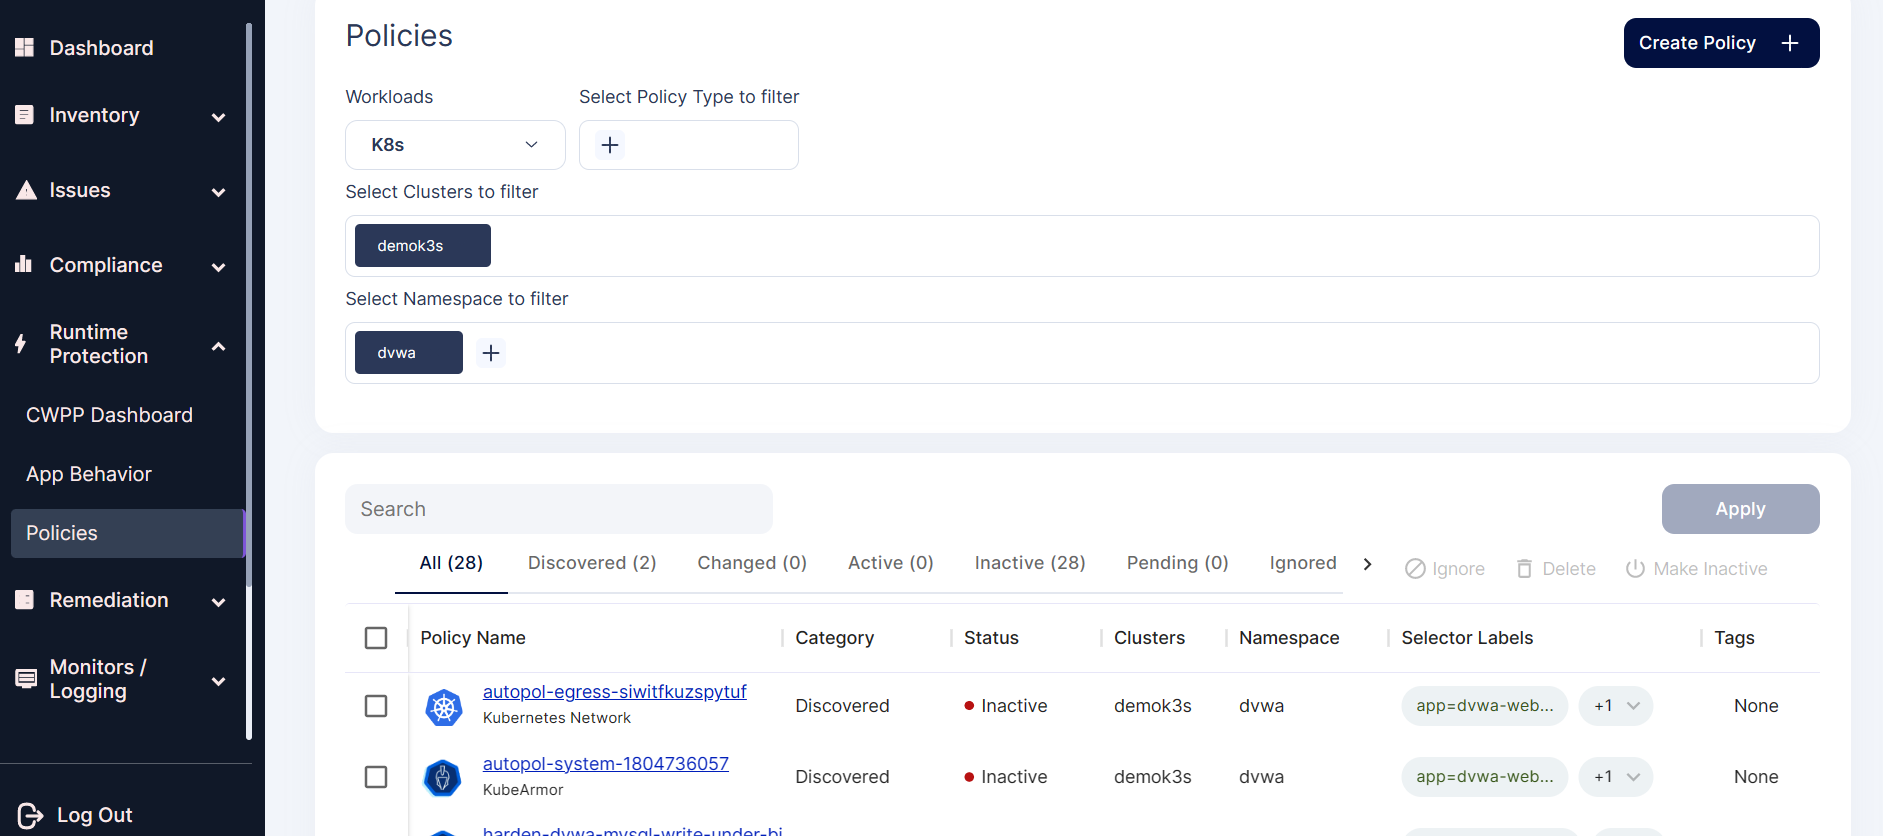 Dashboard
Inventory
Issues
Compliance
Runtime
Protection
CWPP Dashboard
App Behavior
Policies
Remediation
Monitors /
Logging
Log Out
Policies
Create Policy
Workloads
Select Policy Type to filter
K8s
Select Clusters to filter
demok3s
Select Namespace to filter
dvwa
Search
Apply
All (28) Discovered (2) Changed (0) Active (0) Inactive (28) Pending (0) Ignored
Ignore Delete Make Inactive
Policy Name Category Status Clusters Namespace Selector Labels Tags
autopol-egress-siwitfkuzspytuf
Kubernetes Network
Discovered Inactive demok3s dvwa app=dvwa-web... +1 None
autopol-system-1804736057
KubeArmor
Discovered Inactive demok3s dvwa app=dvwa-web... +1 None
harden-dvwa-mysql-write-under-bi